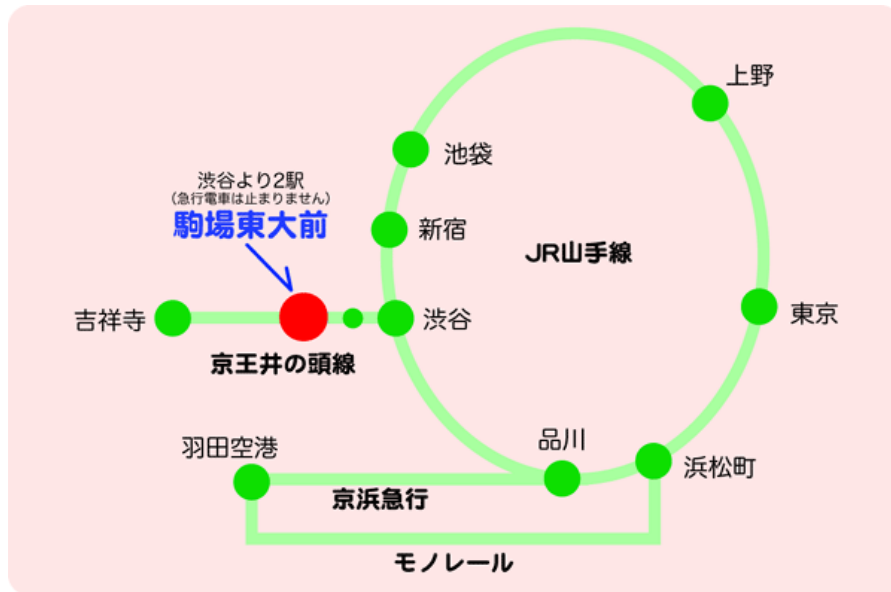 上野
池袋
渋谷より2駅
(急行電車は止まりません)
駒場東大前
新宿
JR山手線
吉祥寺
渋谷
東京
京王井の頭線
羽田空港
品川
浜松町
京浜急行
モノレール